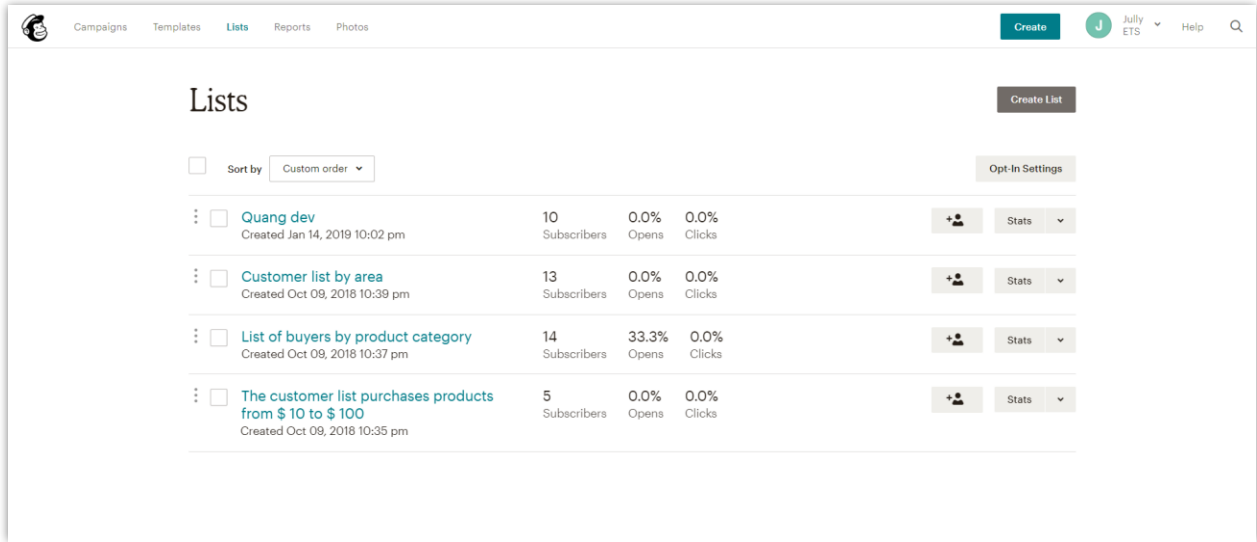 Campaigns Templates Lists Reports Photos Create J Jully Help
ETS
Lists
Create List
Sort by Custom order Opt-In Settings
Quang dev 10 0.0% 0.0% Stats
Created Jan 14, 2019 10:02 pm Subscribers Opens Clicks
Customer list by area 13 0.0% 0.0% Stats
Created Oct 09, 2018 10:39 pm Subscribers Opens Clicks
List of buyers by product category 14 33.3% 0.0% Stats
Created Oct 09, 2018 10:37 pm Subscribers Opens Clicks
The customer list purchases products 5 0.0% 0.0% Stats
from $ 10 to $ 100 Subscribers Opens Clicks
Created Oct 09, 2018 10:35 pm